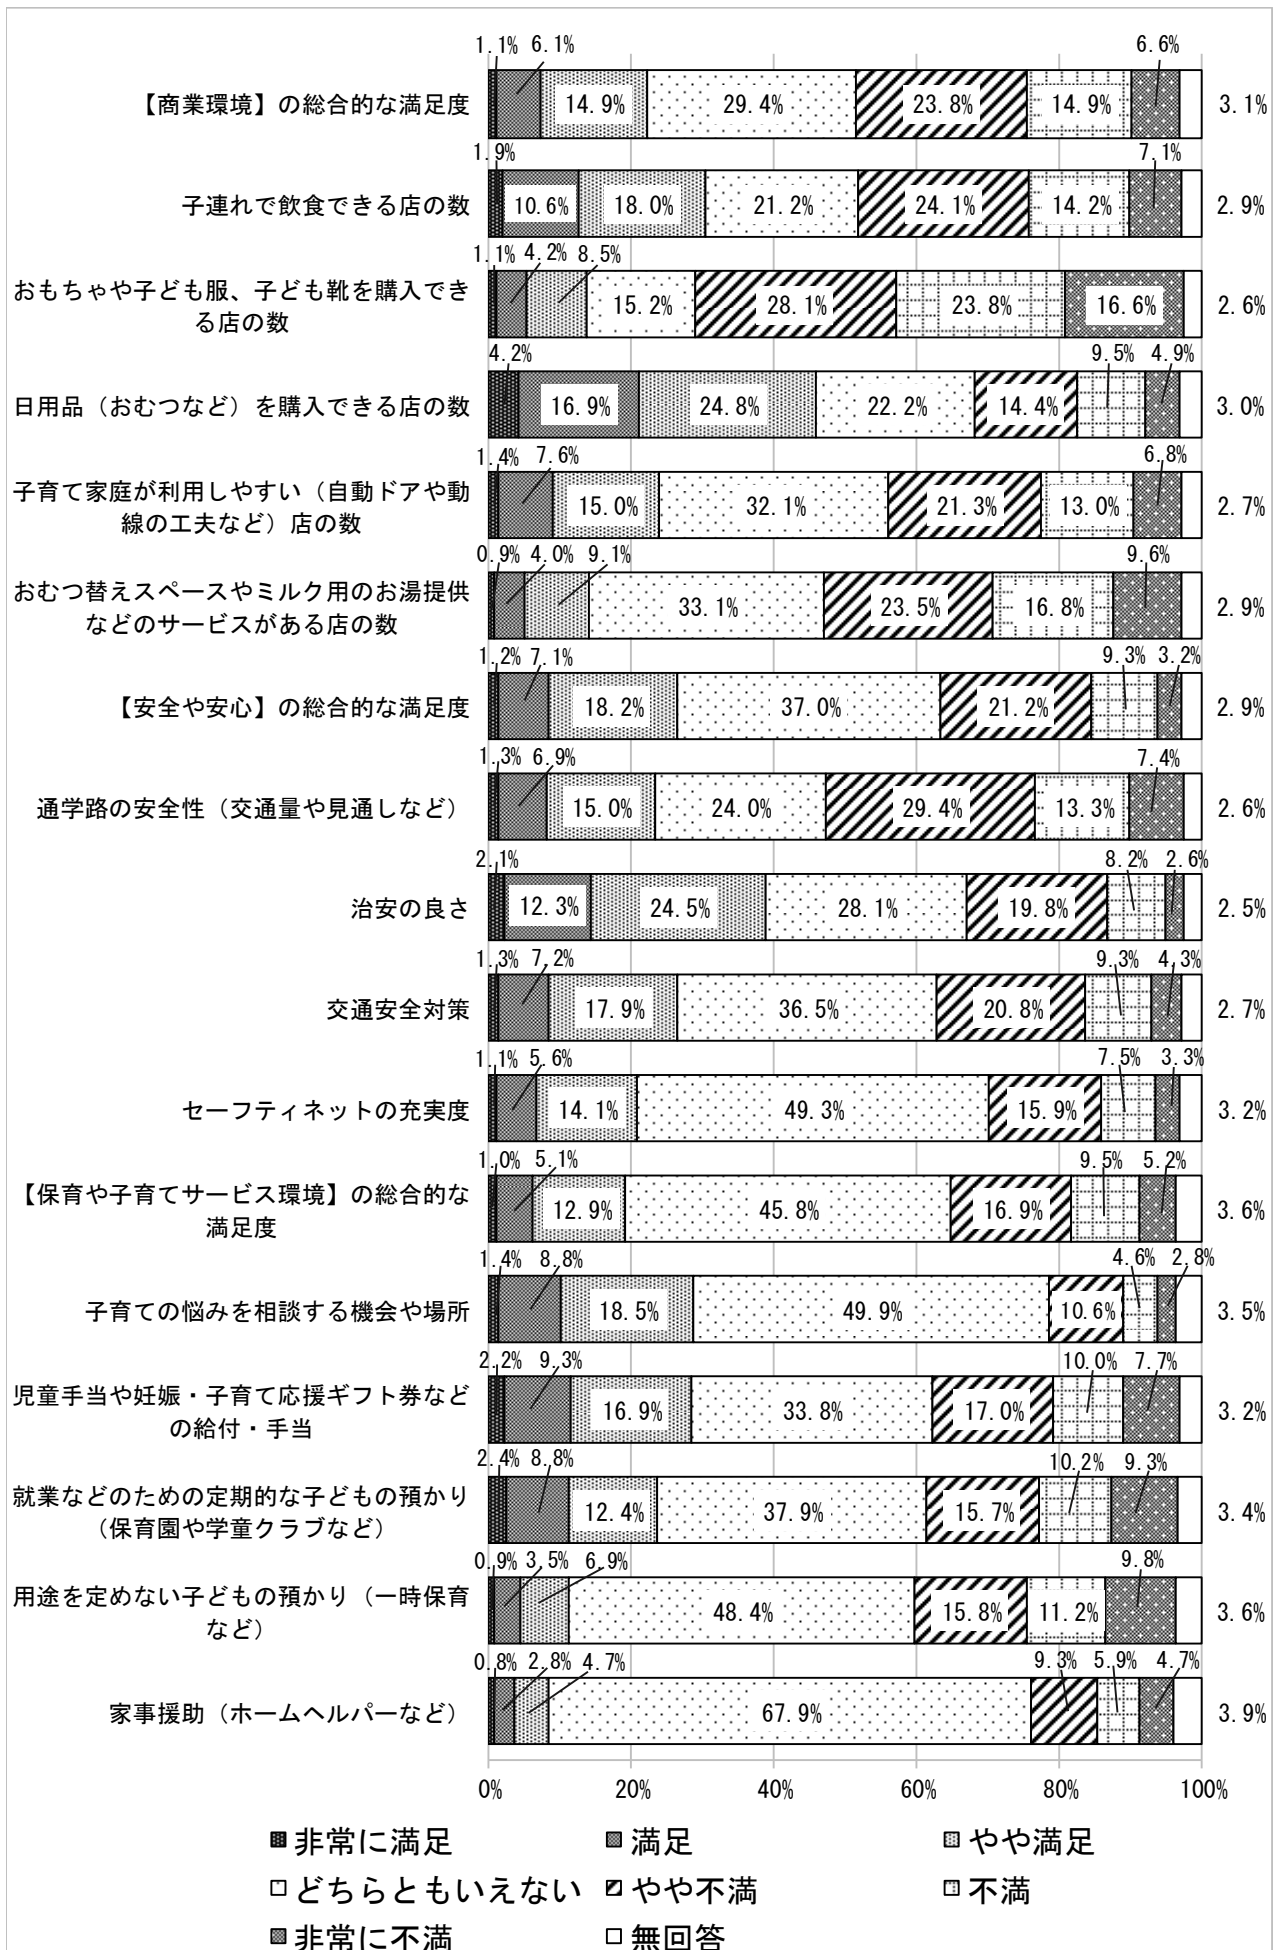 1.1% 6.1% 6.6%
【商業環境】の総合的な満足度 14.9% 29.4% 23.8% 14.9% 3.1%
1.9% 7.1%
子連れで飲食できる店の数 10.6% 18.0% 21.2% 24.1% 14.2% 2.9%
1.1% 4.2% 8.5%
おもちゃや子ども服、子ども靴を購入でき
る店の数
15.2% 28.1% 23.8% 16.6% 2.6%
4.2% 9.5% 4.9%
日用品（おむつなど）を購入できる店の数 16.9% 24.8% 22.2% 14.4% 3.0%
1.4% 7.6% 6.8%
子育て家庭が利用しやすい（自動ドアや動
線の工夫など）店の数
15.0% 32.1% 21.3% 13.0% 2.7%
0.9% 4.0% 9.1% 9.6%
おむつ替えスペースやミルク用のお湯提供
などのサービスがある店の数
33.1% 23.5% 16.8% 2.9%
1.2% 7.1% 9.3% 3.2%
【安全や安心】の総合的な満足度 18.2% 37.0% 21.2% 2.9%
1.3% 6.9% 7.4%
通学路の安全性（交通量や見通しなど） 15.0% 24.0% 29.4% 13.3% 2.6%
2.1% 8.2% 2.6%
治安の良さ 12.3% 24.5% 28.1% 19.8% 2.5%
1.3% 7.2% 9.3% 4.3%
交通安全対策 17.9% 36.5% 20.8% 2.7%
1.1% 5.6% 7.5% 3.3%
セーフティネットの充実度 14.1% 49.3% 15.9% 3.2%
1.0% 5.1% 9.5% 5.2%
【保育や子育てサービス環境】の総合的な
満足度
12.9% 45.8% 16.9% 3.6%
1.4% 8.8% 4.6% 2.8%
子育ての悩みを相談する機会や場所 18.5% 49.9% 10.6% 3.5%
2.2% 9.3% 10.0% 7.7%
児童手当や妊娠・子育て応援ギフト券など
の給付・手当
16.9% 33.8% 17.0% 3.2%
2.4% 8.8% 10.2% 9.3%
就業などのための定期的な子どもの預かり
（保育園や学童クラブなど）
12.4% 37.9% 15.7% 3.4%
0.9% 3.5% 6.9% 9.8%
用途を定めない子どもの預かり（一時保育
など）
48.4% 15.8% 11.2% 3.6%
0.8% 2.8% 4.7% 9.3% 5.9% 4.7%
家事援助（ホームヘルパーなど） 67.9% 3.9%
0% 20% 40% 60% 80% 100%
非常に満足 満足 やや満足
どちらともいえない やや不満 不満
非常に不満 無回答